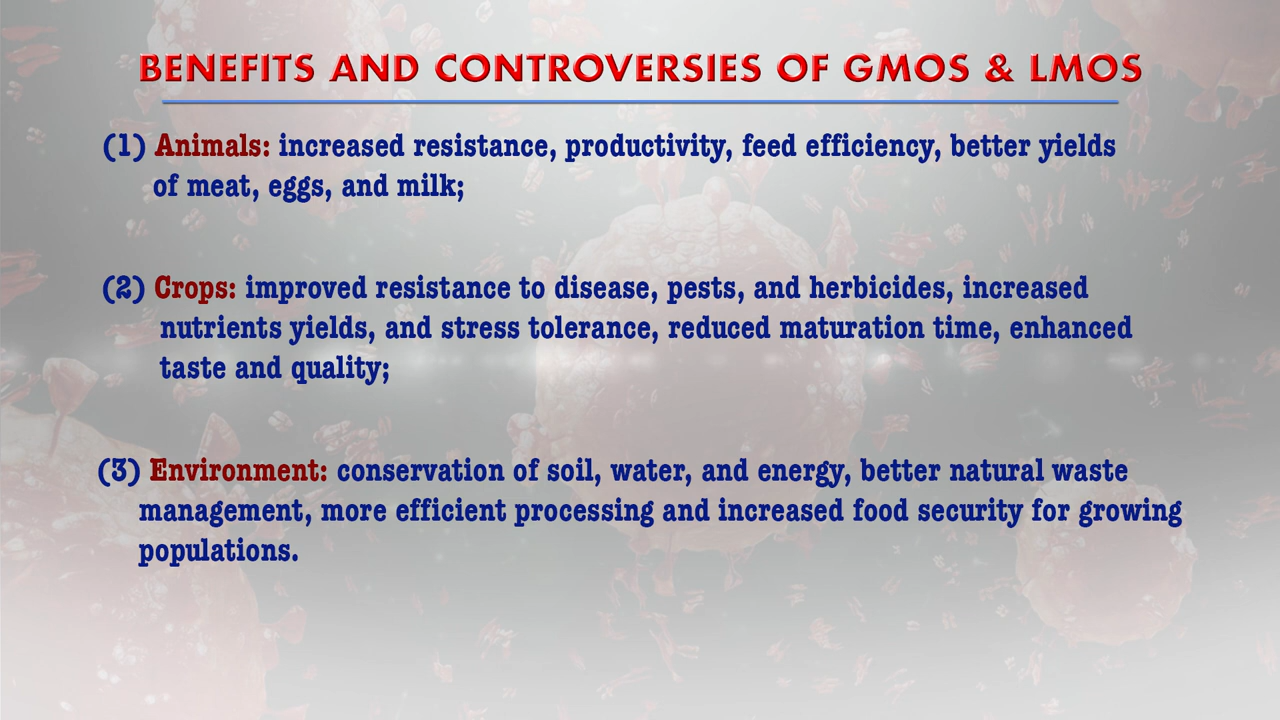 BENEFITS AND CONTROVERSIES OF GMOS & LMOS
(1) Animals: increased resistance, productivity, feed efficiency, better yields
of meat, eggs, and milk;
(2) Crops: improved resistance to disease, pests, and herbicides, increased
nutrients yields, and stress tolerance, reduced maturation time, enhanced
taste and quality;
(3) Environment: conservation of soil, water, and energy, better natural waste
management, more efficient processing and increased food security for growing
populations.